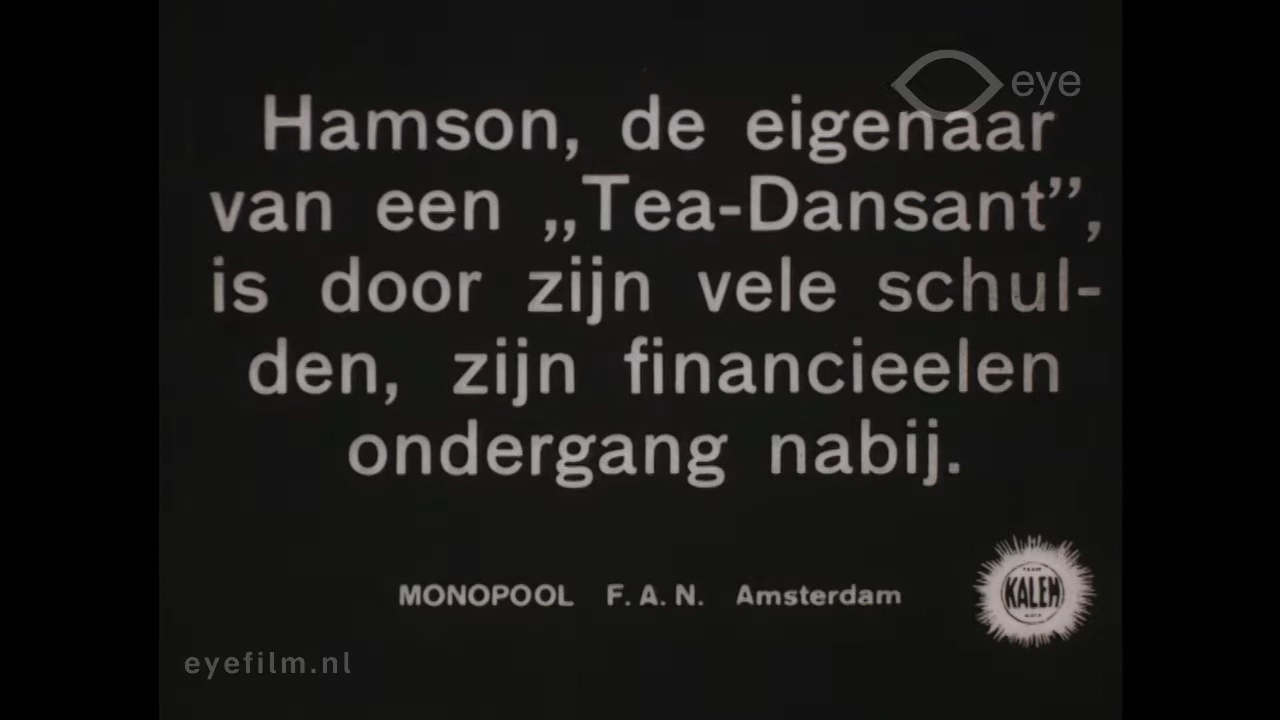 eye
Hamson, de eigenaar
van een „Tea-Dansant”,
is door zijn vele schul-
den, zijn financieelen
ondergang nabij.
MONOPOOL F. A. N. Amsterdam
KALEM
eyefilm.nl